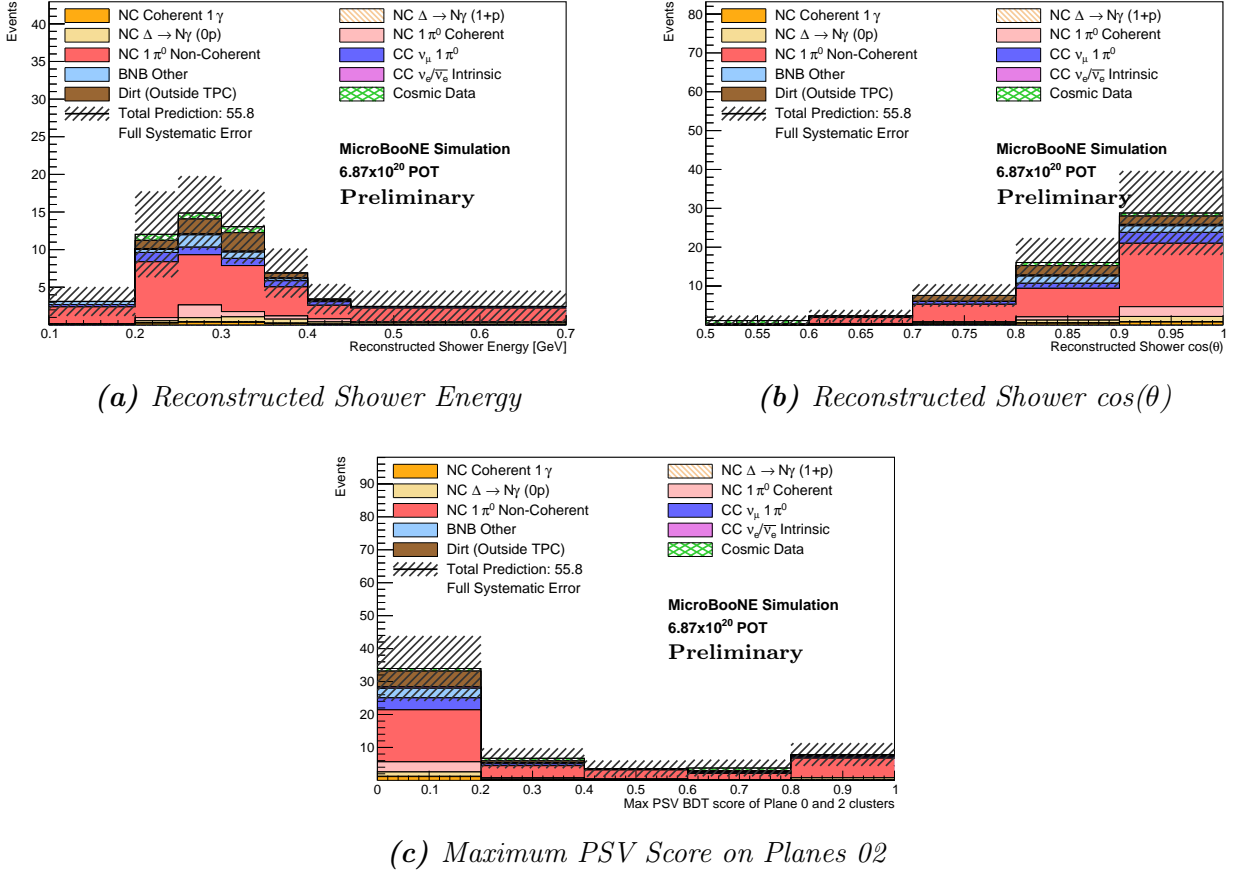 Events
40
35
30
25
20
15
10
5
NC Coherent 1 γ
NC Δ → Nγ (0p)
NC 1 π⁰ Non-Coherent
BNB Other
Dirt (Outside TPC)
Total Prediction: 55.8
Full Systematic Error
NC Δ → Nγ (1+p)
NC 1 π⁰ Coherent
CC νμ 1 π⁰
CC νe/ν̅e Intrinsic
Cosmic Data
MicroBooNE Simulation
6.87x10²⁰ POT
Preliminary
0.1 0.2 0.3 0.4 0.5 0.6 0.7
Reconstructed Shower Energy [GeV]
(a) Reconstructed Shower Energy
Events
80
70
60
50
40
30
20
10
0
NC Coherent 1 γ
NC Δ → Nγ (0p)
NC 1 π⁰ Non-Coherent
BNB Other
Dirt (Outside TPC)
Total Prediction: 55.8
Full Systematic Error
NC Δ → Nγ (1+p)
NC 1 π⁰ Coherent
CC νμ 1 π⁰
CC νe/ν̅e Intrinsic
Cosmic Data
MicroBooNE Simulation
6.87x10²⁰ POT
Preliminary
0.5 0.55 0.6 0.65 0.7 0.75 0.8 0.85 0.9 0.95 1
Reconstructed Shower cos(θ)
(b) Reconstructed Shower cos(θ)
Events
90
80
70
60
50
40
30
20
10
NC Coherent 1 γ
NC Δ → Nγ (0p)
NC 1 π⁰ Non-Coherent
BNB Other
Dirt (Outside TPC)
Total Prediction: 55.8
Full Systematic Error
NC Δ → Nγ (1+p)
NC 1 π⁰ Coherent
CC νμ 1 π⁰
CC νe/ν̅e Intrinsic
Cosmic Data
MicroBooNE Simulation
6.87x10²⁰ POT
Preliminary
0 0.1 0.2 0.3 0.4 0.5 0.6 0.7 0.8 0.9 1
Max PSV BDT score of Plane 0 and 2 clusters
(c) Maximum PSV Score on Planes 02